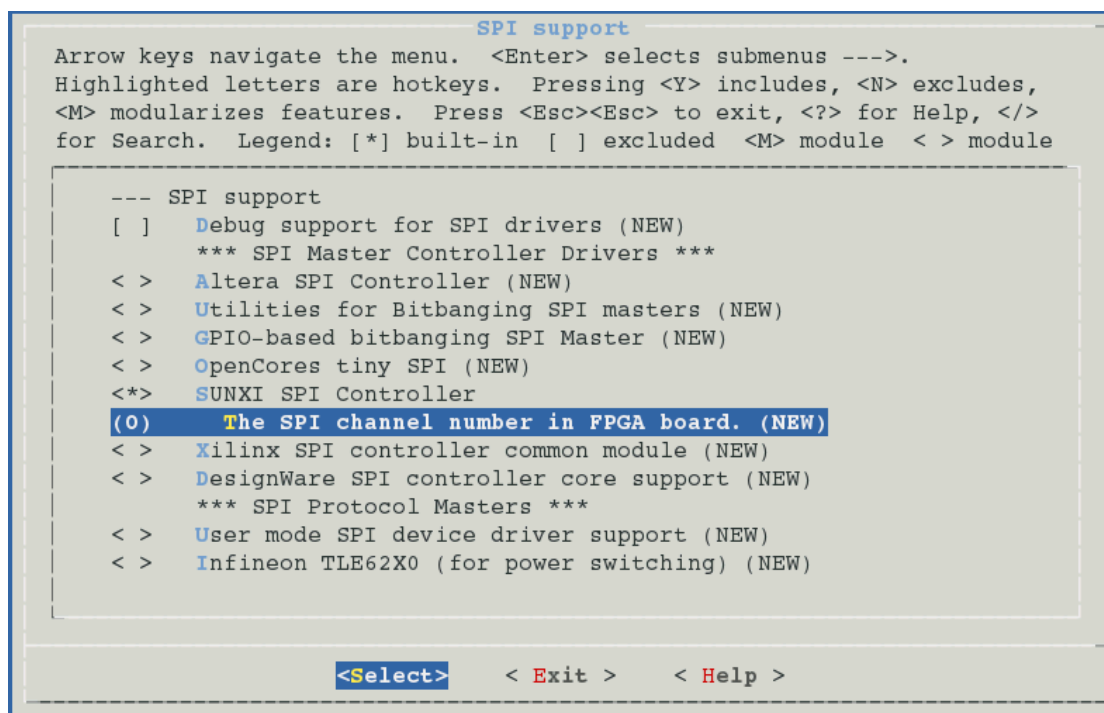 SPI support
Arrow keys navigate the menu.  <Enter> selects submenus --->.
Highlighted letters are hotkeys.  Pressing <Y> includes, <N> excludes,
<M> modularizes features.  Press <Esc><Esc> to exit, <?> for Help, </>
for Search.  Legend: [*] built-in  [ ] excluded  <M> module  < > module
--- SPI support
[ ]   Debug support for SPI drivers (NEW)
*** SPI Master Controller Drivers ***
< >   Altera SPI Controller (NEW)
< >   Utilities for Bitbanging SPI masters (NEW)
< >   GPIO-based bitbanging SPI Master (NEW)
< >   OpenCores tiny SPI (NEW)
<*>   SUNXI SPI Controller
(0)     The SPI channel number in FPGA board. (NEW)
< >   Xilinx SPI controller common module (NEW)
< >   DesignWare SPI controller core support (NEW)
*** SPI Protocol Masters ***
< >   User mode SPI device driver support (NEW)
< >   Infineon TLE62X0 (for power switching) (NEW)
<Select>    < Exit >    < Help >